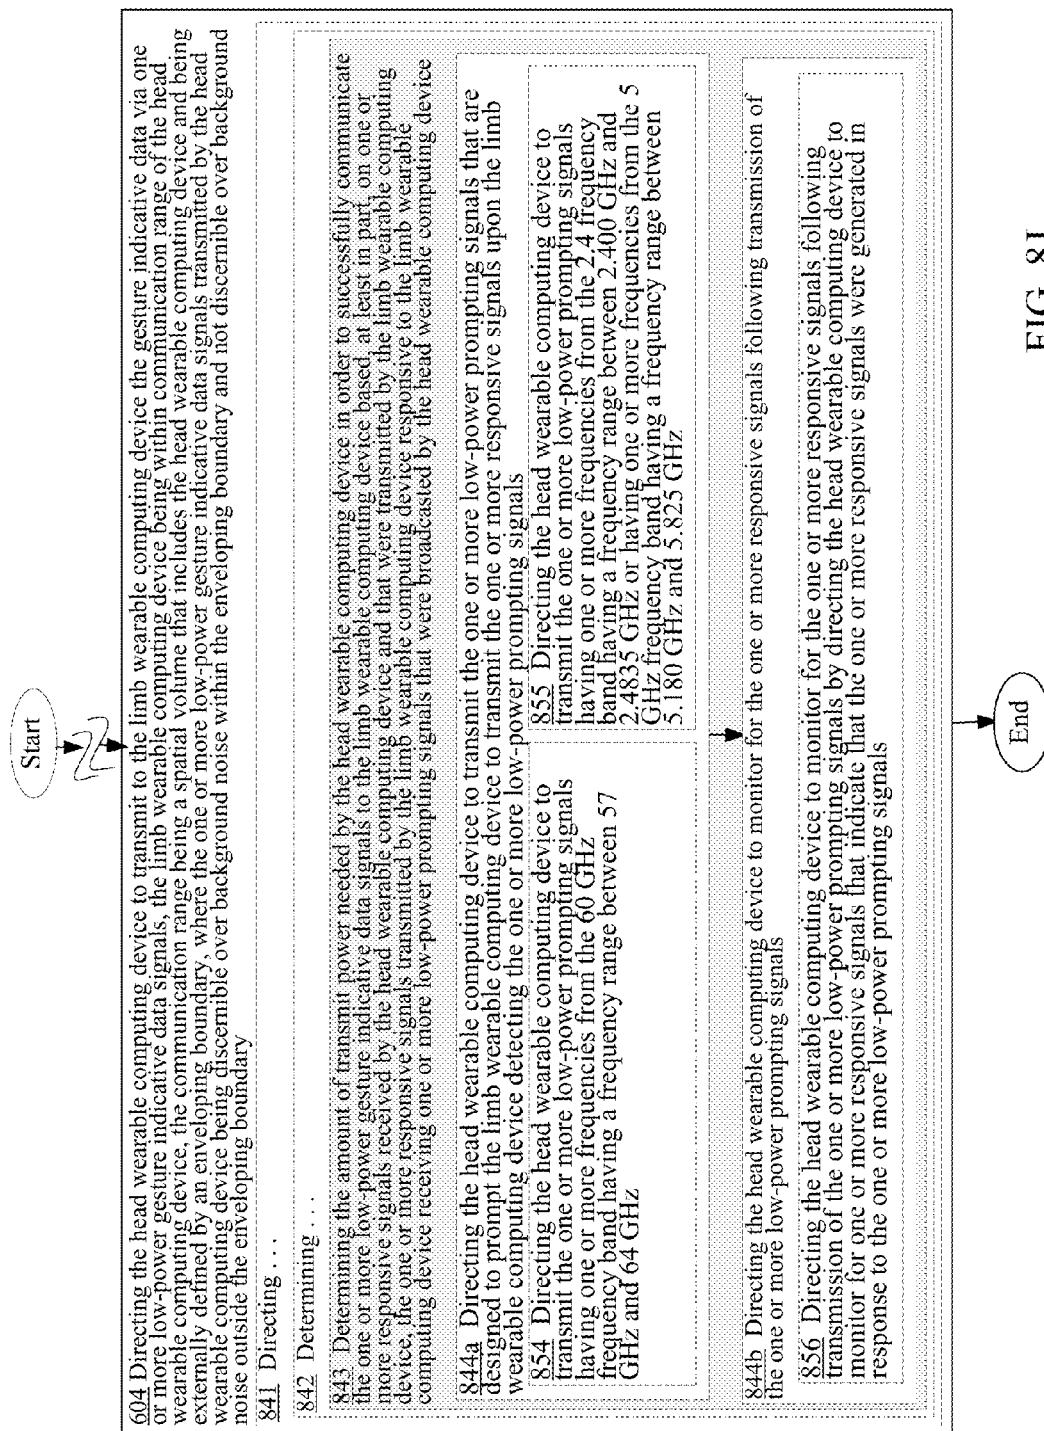 Start
604 Directing the head wearable computing device to transmit to the limb wearable computing device the gesture indicative data via one
or more low-power gesture indicative data signals, the limb wearable computing device being within communication range of the head
wearable computing device, the communication range being a spatial volume that includes the head wearable computing device and being
externally defined by an enveloping boundary, where the one or more low-power gesture indicative data signals transmitted by the head
wearable computing device being discernible over background noise within the enveloping boundary and not discernible over background
noise outside the enveloping boundary
841 Directing . . .
842 Determining . . .
843 Determining the amount of transmit power needed by the head wearable computing device in order to successfully communicate
the one or more low-power gesture indicative data signals to the limb wearable computing device based, at least in part, on one or
more responsive signals received by the head wearable computing device and that were transmitted by the limb wearable computing
device, the one or more responsive signals transmitted by the limb wearable computing device responsive to the limb wearable
computing device receiving one or more low-power prompting signals that were broadcasted by the head wearable computing device
844a Directing the head wearable computing device to transmit the one or more low-power prompting signals that are
designed to prompt the limb wearable computing device to transmit the one or more responsive signals upon the limb
wearable computing device detecting the one or more low-power prompting signals
854 Directing the head wearable computing device to
transmit the one or more low-power prompting signals
having one or more frequencies from the 60 GHz
frequency band having a frequency range between 57
GHz and 64 GHz
855 Directing the head wearable computing device to
transmit the one or more low-power prompting signals
having one or more frequencies from the 2.4 frequency
band having a frequency range between 2.400 GHz and
2.4835 GHz or having one or more frequencies from the 5
GHz frequency band having a frequency range between
5.180 GHz and 5.825 GHz
844b Directing the head wearable computing device to monitor for the one or more responsive signals following transmission of
the one or more low-power prompting signals
856 Directing the head wearable computing device to monitor for the one or more responsive signals following
transmission of the one or more low-power prompting signals by directing the head wearable computing device to
monitor for one or more responsive signals that indicate that the one or more responsive signals were generated in
response to the one or more low-power prompting signals
End
FIG. 8I